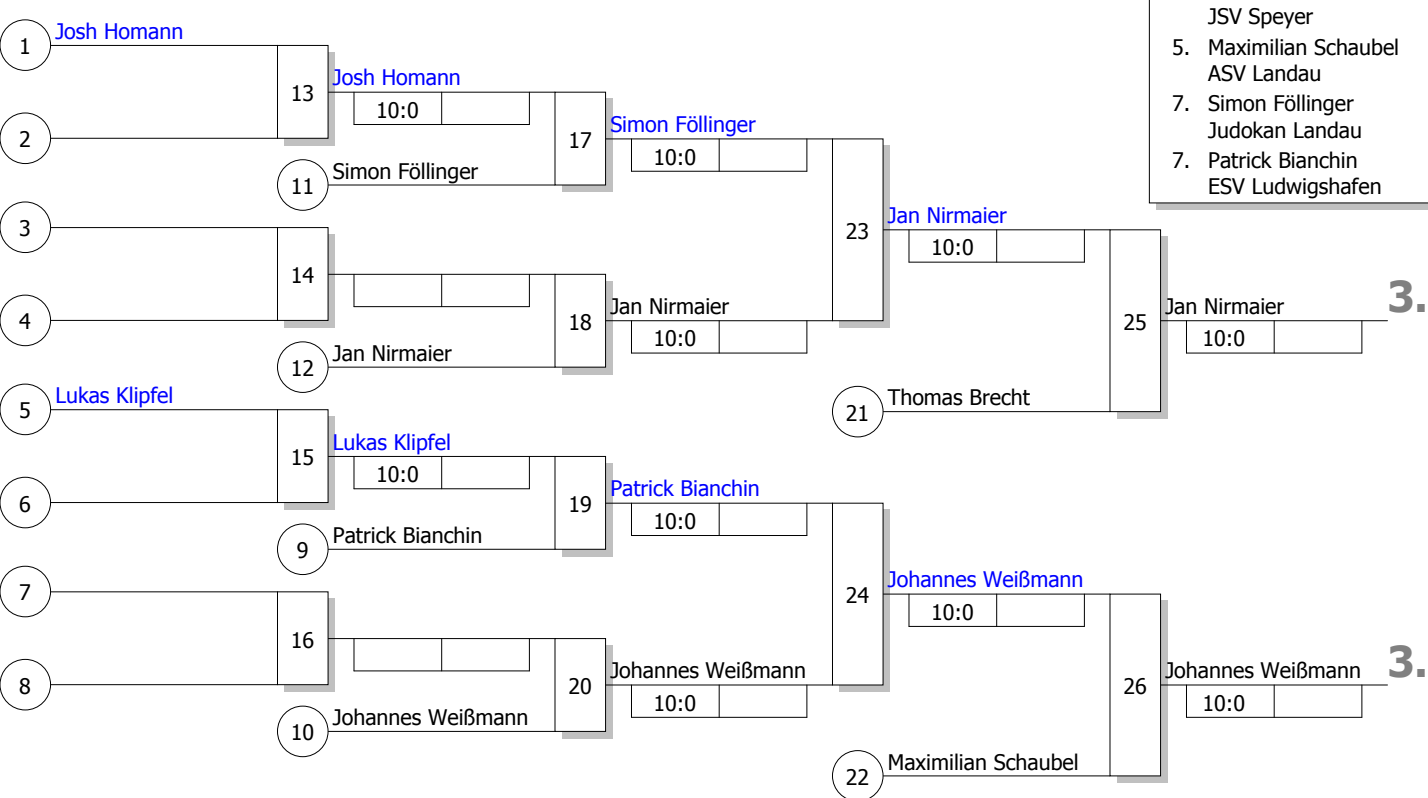 JSV Speyer
5. Maximilian Schaubel
ASV Landau
7. Simon Föllinger
Judokan Landau
7. Patrick Bianchin
ESV Ludwigshafen
1 Josh Homann
13 Josh Homann
10:0
2
17 Simon Föllinger
10:0
11 Simon Föllinger
3
23 Jan Nirmaier
10:0
14
4
18 Jan Nirmaier
10:0
12 Jan Nirmaier
25 Jan Nirmaier 3.
10:0
21 Thomas Brecht
5 Lukas Klipfel
15 Lukas Klipfel
10:0
6
19 Patrick Bianchin
10:0
9 Patrick Bianchin
7
24 Johannes Weißmann
10:0
16
8
20 Johannes Weißmann
10:0
10 Johannes Weißmann
26 Johannes Weißmann 3.
10:0
22 Maximilian Schaubel